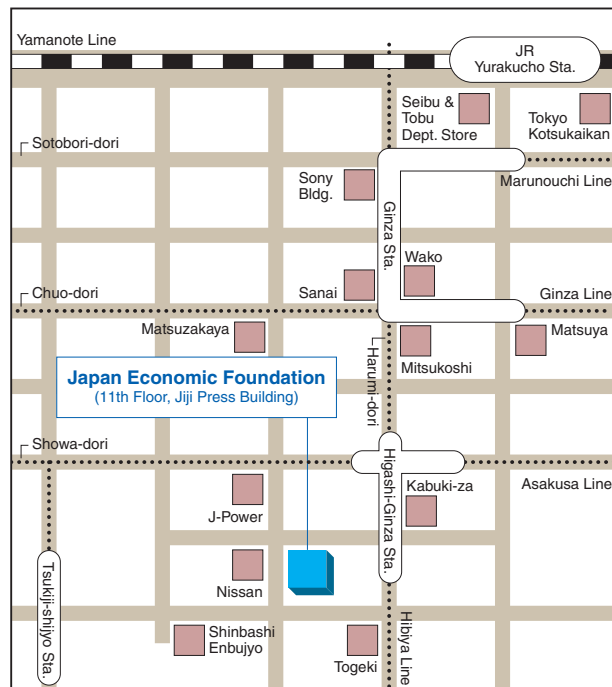 Yamanote Line
JR
Yurakucho Sta.
Seibu &
Tobu
Dept. Store
Tokyo
Kotsukaikan
Sotobori-dori
Marunouchi Line
Sony
Bldg.
Ginza Sta.
Wako
Sanai
Chuo-dori
Ginza Line
Matsuzakaya
Harumi-dori
Mitsukoshi
Matsuya
Japan Economic Foundation
(11th Floor, Jiji Press Building)
Showa-dori
Higashi-Ginza Sta.
Kabuki-za
Asakusa Line
J-Power
Nissan
Tsukiji-shijyo Sta.
Shinbashi
Enbujyo
Togeki
Hibiya Line